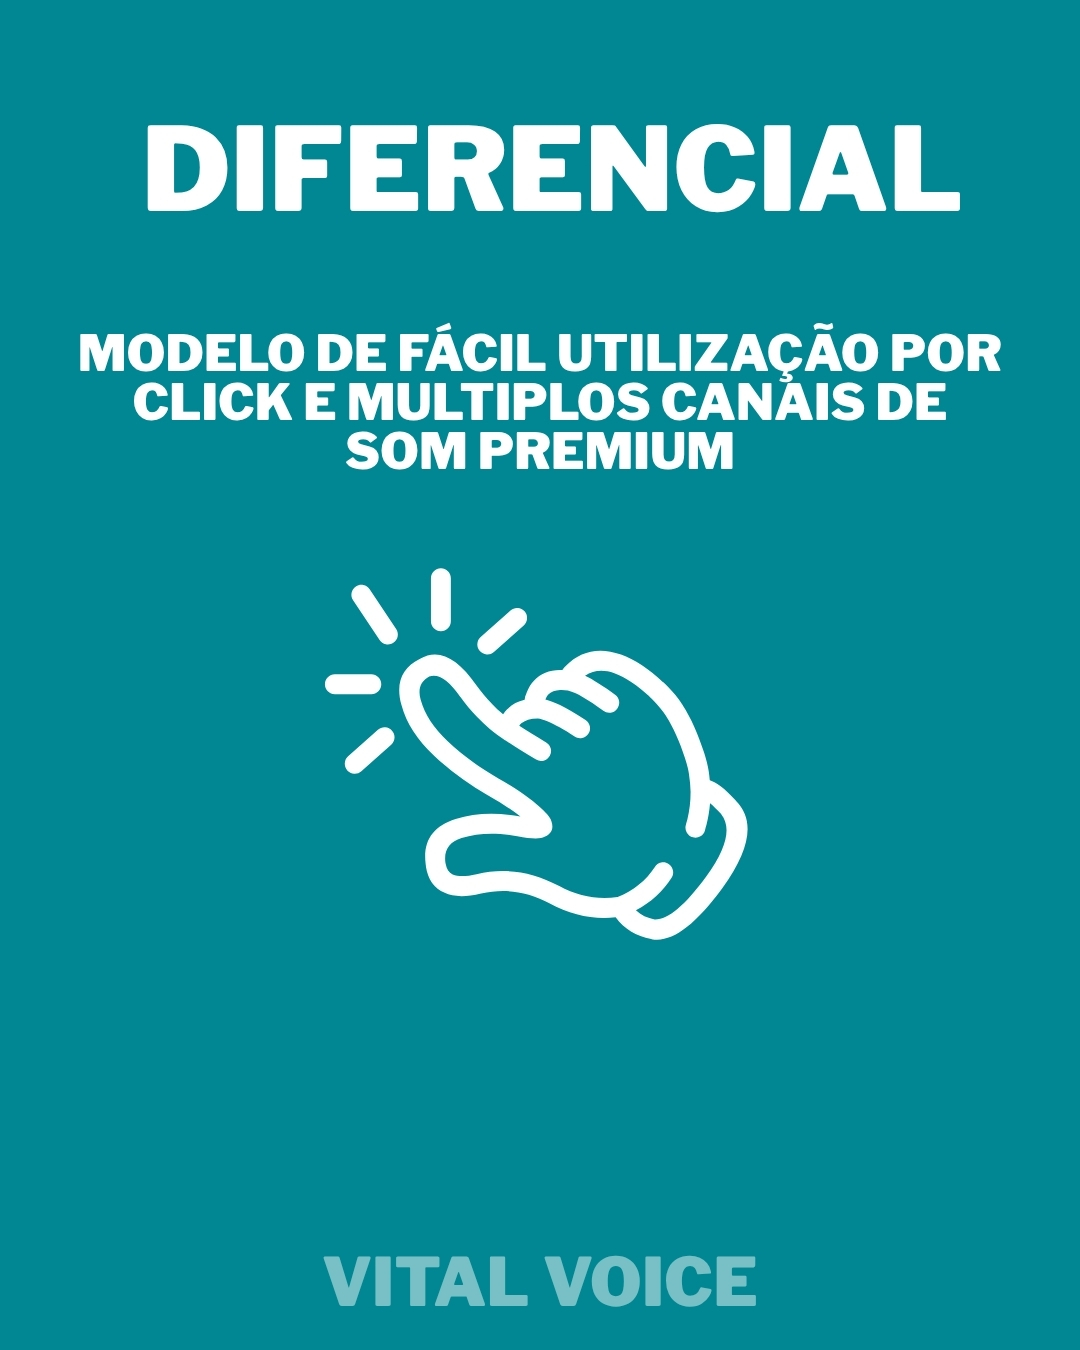 DIFERENCIAL
MODELO DE FÁCIL UTILIZAÇÃO POR
CLICK E MULTIPLOS CANAIS DE
SOM PREMIUM
VITAL VOICE